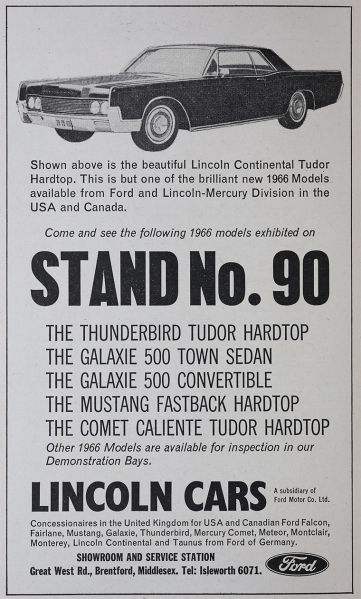 Shown above is the beautiful Lincoln Continental Tudor
Hardtop. This is but one of the brilliant new 1966 Models
available from Ford and Lincoln-Mercury Division in the
USA and Canada.
Come and see the following 1966 models exhibited on
STAND No. 90
THE THUNDERBIRD TUDOR HARDTOP
THE GALAXIE 500 TOWN SEDAN
THE GALAXIE 500 CONVERTIBLE
THE MUSTANG FASTBACK HARDTOP
THE COMET CALIENTE TUDOR HARDTOP
Other 1966 Models are available for inspection in our
Demonstration Bays.
LINCOLN CARS
A subsidiary of
Ford Motor Co. Ltd.
Concessionaires in the United Kingdom for USA and Canadian Ford Falcon,
Fairlane, Mustang, Galaxie, Thunderbird, Mercury Comet, Meteor, Montclair,
Monterey, Lincoln Continental and Taunus from Ford of Germany.
SHOWROOM AND SERVICE STATION
Great West Rd., Brentford, Middlesex. Tel: Isleworth 6071.
Ford